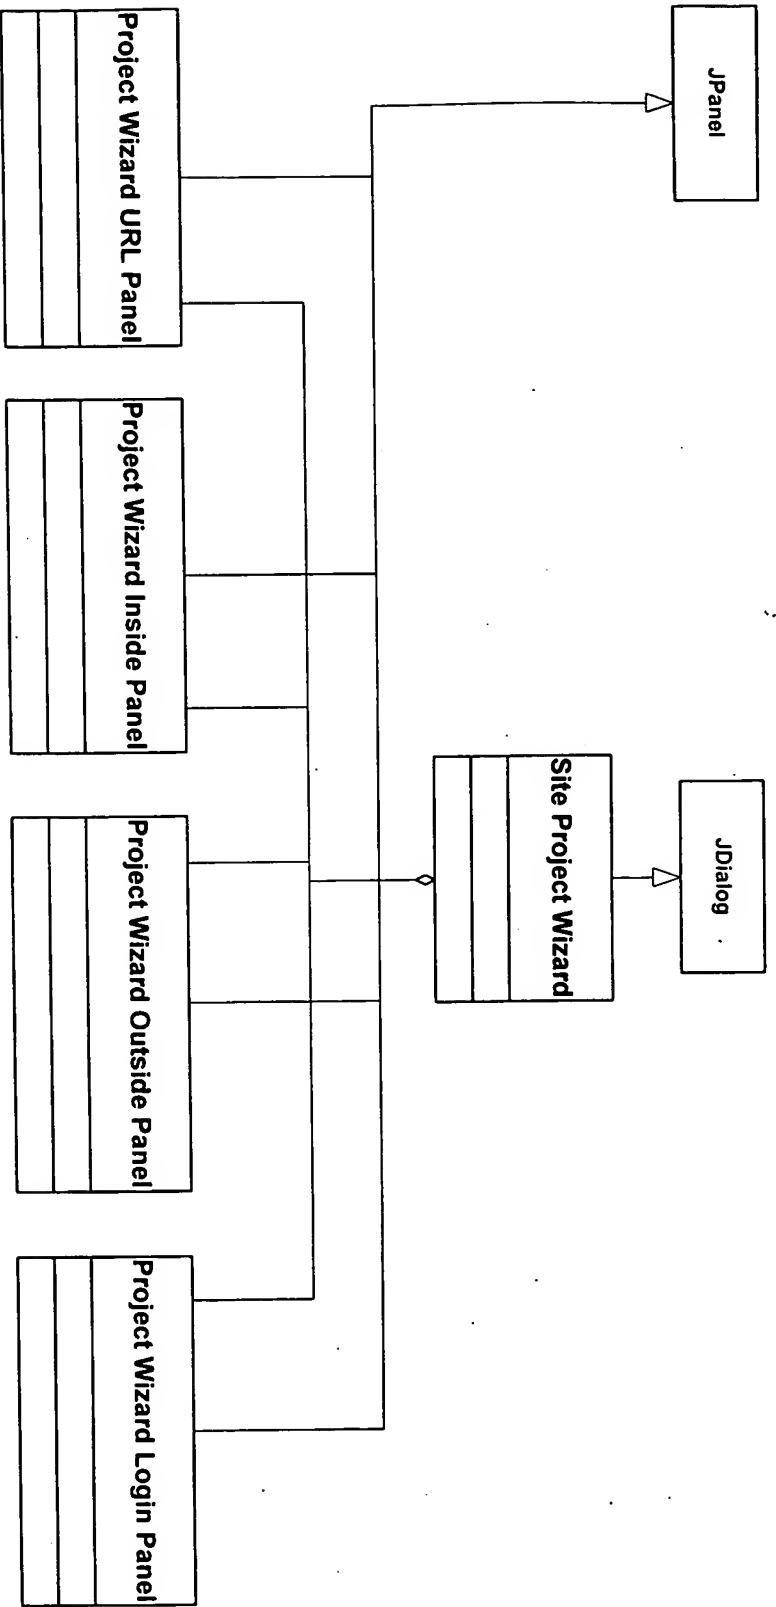 JPanel
JDialog
Site Project Wizard
Project Wizard URL Panel
Project Wizard Inside Panel
Project Wizard Outside Panel
Project Wizard Login Panel